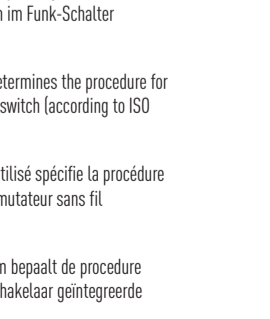 im Funk-Schalter
etermines the procedure for
switch (according to ISO
tilisé spécifie la procédure
mutateur sans fil
n bepaalt de procedure
hakelaar geïntegreerde